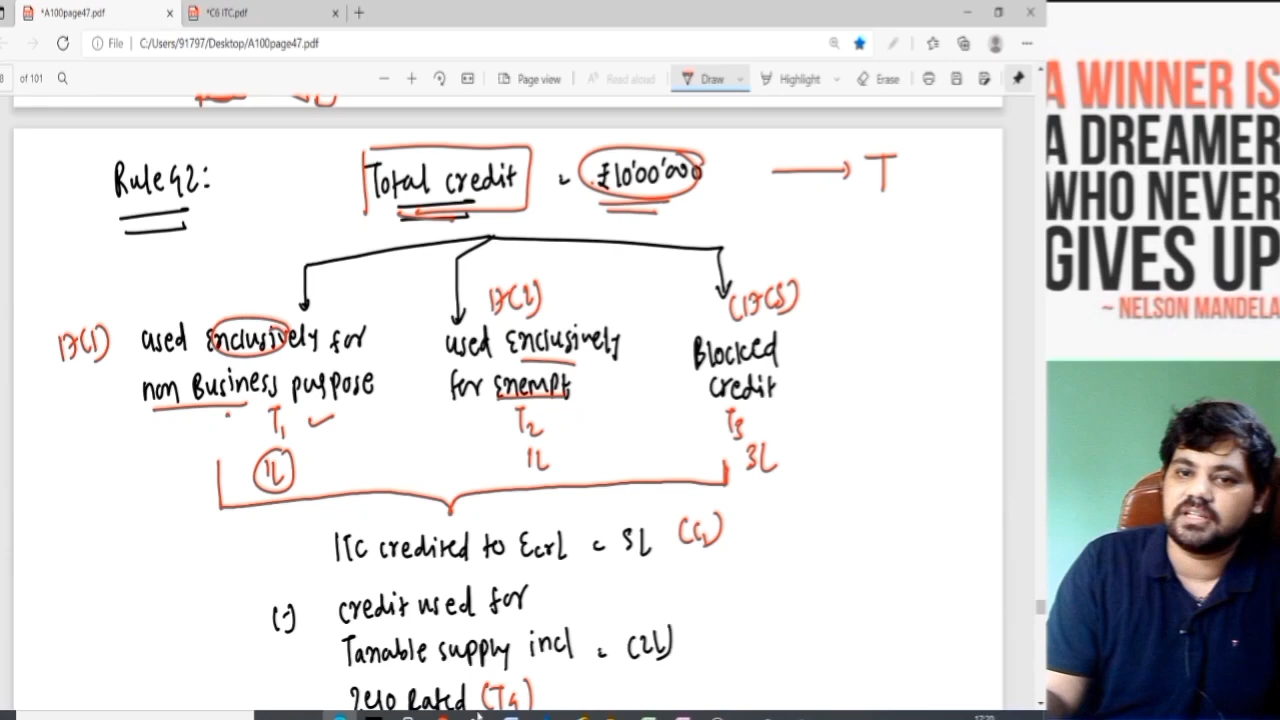 *A100page47.pdf
*C6 ITC.pdf
File C:/Users/91797/Desktop/A100page47.pdf
of 101
Page view
Read aloud
Draw
Highlight
Erase
Rule 42:
Total credit = ₹10'00'000 → T
17(1)
used Exclusively for
non Business purpose
T1
1L
17(2)
used Exclusively
for Exempt
T2
1L
(17(5)
Blocked
credit
T3
3L
ITC credited to EcrL = 5L (C1)
(-) credit used for
Taxable supply incl = (2L)
zero Rated (T4)
A WINNER IS
A DREAMER
WHO NEVER
GIVES UP
~ NELSON MANDELA